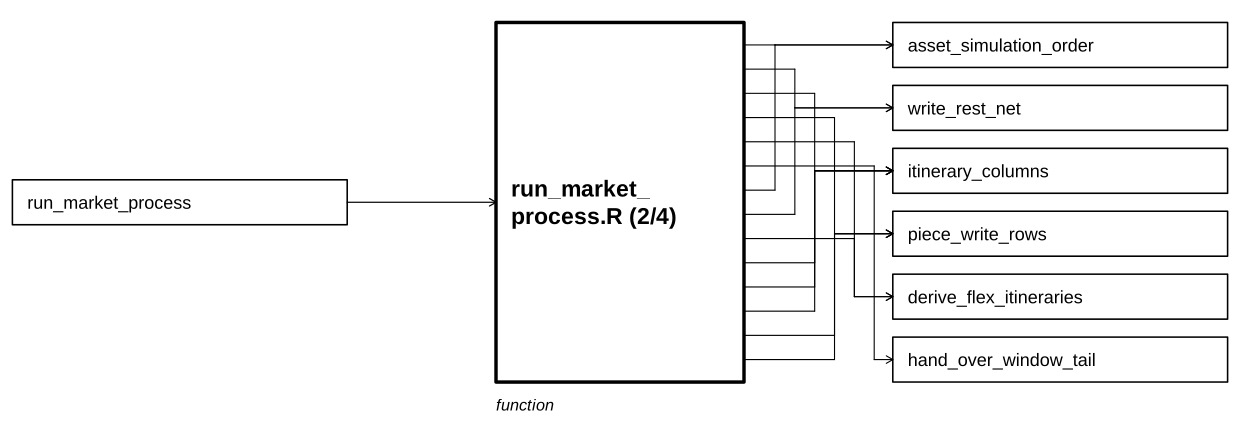 run_market_process
run_market_
process.R (2/4)
function
asset_simulation_order
write_rest_net
itinerary_columns
piece_write_rows
derive_flex_itineraries
hand_over_window_tail